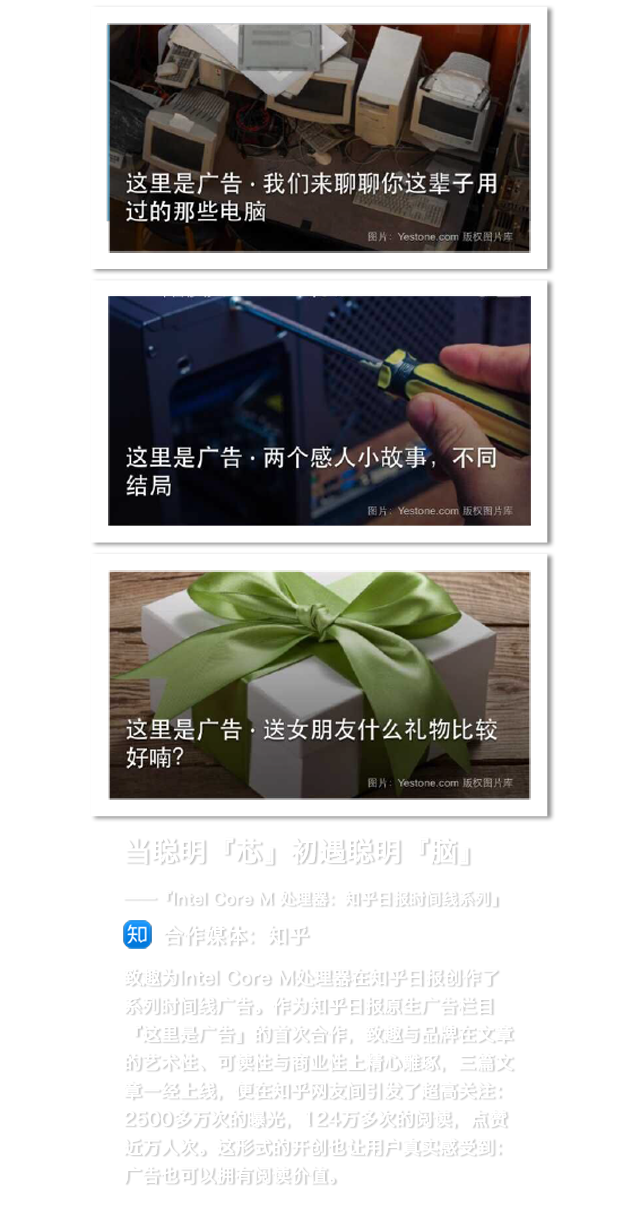 这里是广告 · 我们来聊聊你这辈子用
过的那些电脑
图片：Yestone.com 版权图片库
这里是广告 · 两个感人小故事，不同
结局
图片：Yestone.com 版权图片库
这里是广告 · 送女朋友什么礼物比较
好喃？
图片：Yestone.com 版权图片库
当聪明「芯」初遇聪明「脑」
——「Intel Core M 处理器：知乎日报时间线系列」
知 合作媒体：知乎
致趣为Intel Core M处理器在知乎日报创作了
系列时间线广告。作为知乎日报原生广告栏目
「这里是广告」的首次合作，致趣与品牌在文章
的艺术性、可读性与商业性上精心雕琢，三篇文
章一经上线，便在知乎网友间引发了超高关注：
2500多万次的曝光，124万多次的阅读，点赞
近万人次。这形式的开创也让用户真实感受到：
广告也可以拥有阅读价值。